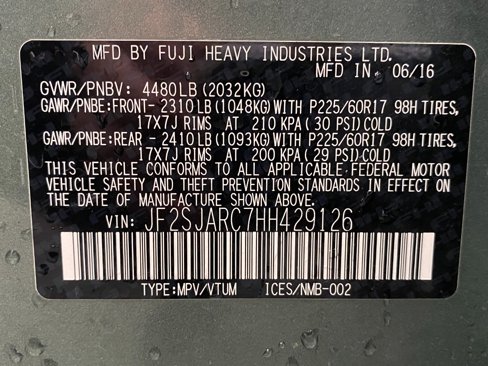 MFD BY FUJI HEAVY INDUSTRIES LTD.
MFD IN 06/16
GVWR/PNBV: 4480LB(2032KG)
GAWR/PNBE:FRONT- 2310LB(1048KG)WITH P225/60R17 98H TIRES,
17X7J RIMS AT 210 KPA(30 PSI)COLD
GAWR/PNBE:REAR - 2410LB(1093KG)WITH P225/60R17 98H TIRES,
17X7J RIMS AT 200 KPA(29 PSI)COLD
THIS VEHICLE CONFORMS TO ALL APPLICABLE FEDERAL MOTOR
VEHICLE SAFETY AND THEFT PREVENTION STANDARDS IN EFFECT ON
THE DATE OF MANUFACTURE SHOWN ABOVE.
VIN: JF2SJARC7HH429126
TYPE:MPV/VTUM ICES/NMB-002